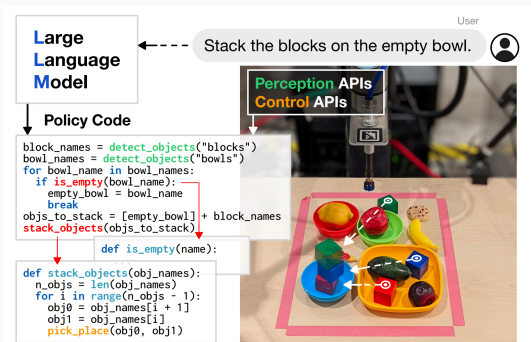 User
Stack the blocks on the empty bowl.
Large
Language
Model
Policy Code
Perception APIs
Control APIs
block_names = detect_objects("blocks")
bowl_names = detect_objects("bowls")
for bowl_name in bowl_names:
if is_empty(bowl_name):
empty_bowl = bowl_name
break
objs_to_stack = [empty_bowl] + block_names
stack_objects(objs_to_stack)
def is_empty(name):
def stack_objects(obj_names):
n_objs = len(obj_names)
for i in range(n_objs - 1):
obj0 = obj_names[i + 1]
obj1 = obj_names[i]
pick_place(obj0, obj1)